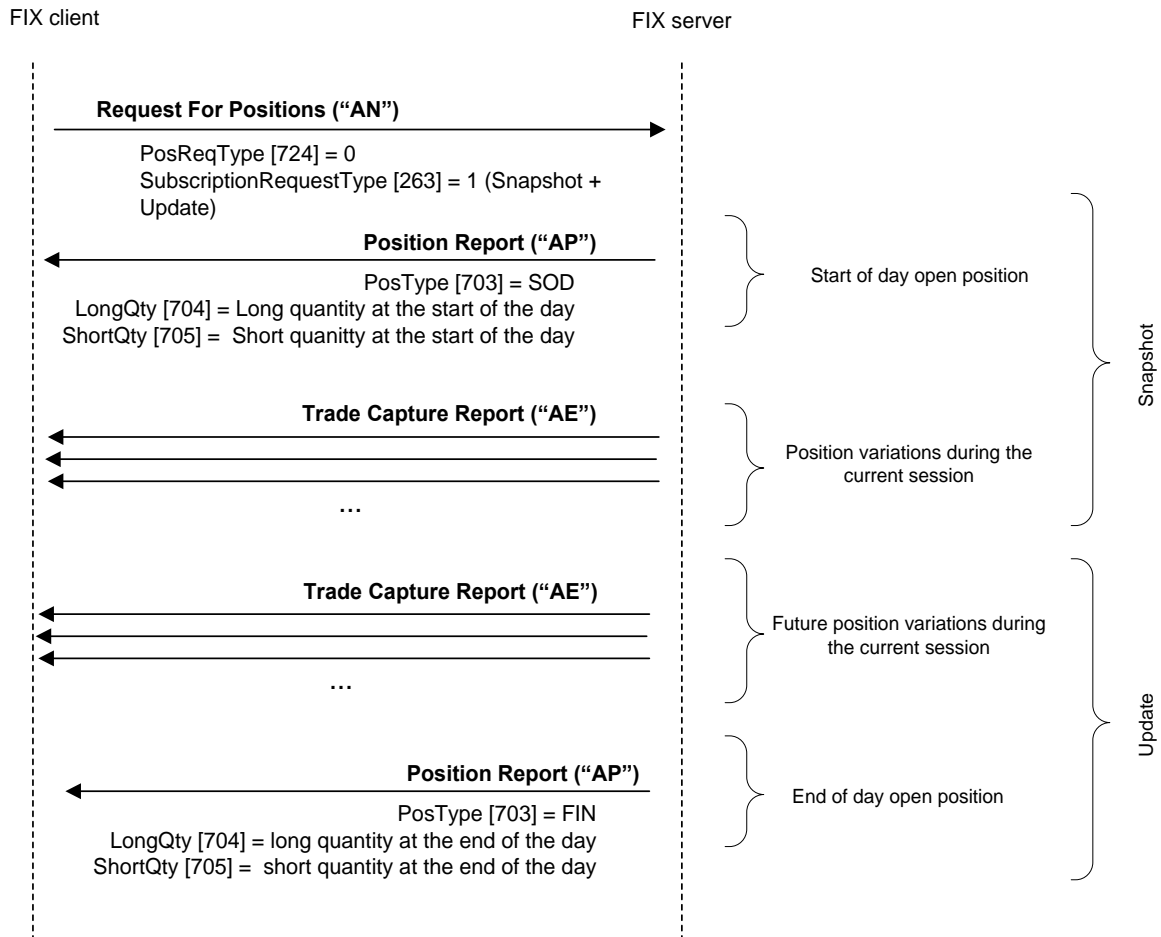 FIX client
FIX server
Request For Positions (“AN”)
PosReqType [724] = 0
SubscriptionRequestType [263] = 1 (Snapshot +
Update)
Position Report (“AP”)
PosType [703] = SOD
LongQty [704] = Long quantity at the start of the day
ShortQty [705] = Short quanitty at the start of the day
Start of day open position
Snapshot
Trade Capture Report (“AE”)
...
Position variations during the
current session
Trade Capture Report (“AE”)
...
Future position variations during
the current session
Update
Position Report (“AP”)
PosType [703] = FIN
LongQty [704] = long quantity at the end of the day
ShortQty [705] = short quantity at the end of the day
End of day open position